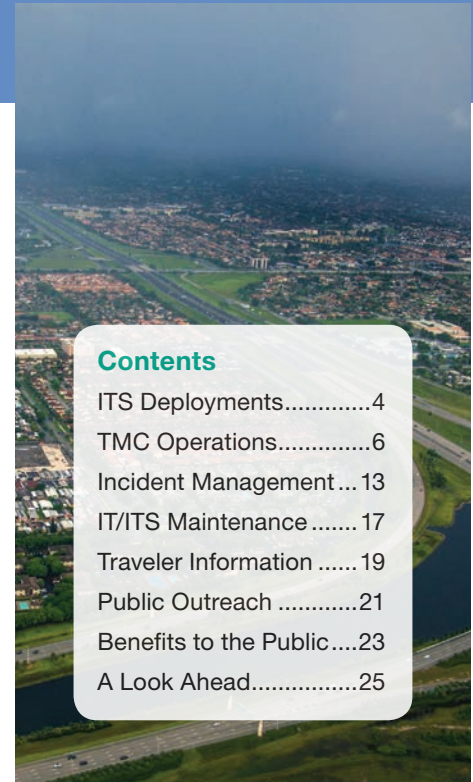 Contents
ITS Deployments.............4
TMC Operations..............6
Incident Management...13
IT/ITS Maintenance.......17
Traveler Information ......19
Public Outreach ............21
Benefits to the Public....23
A Look Ahead................25